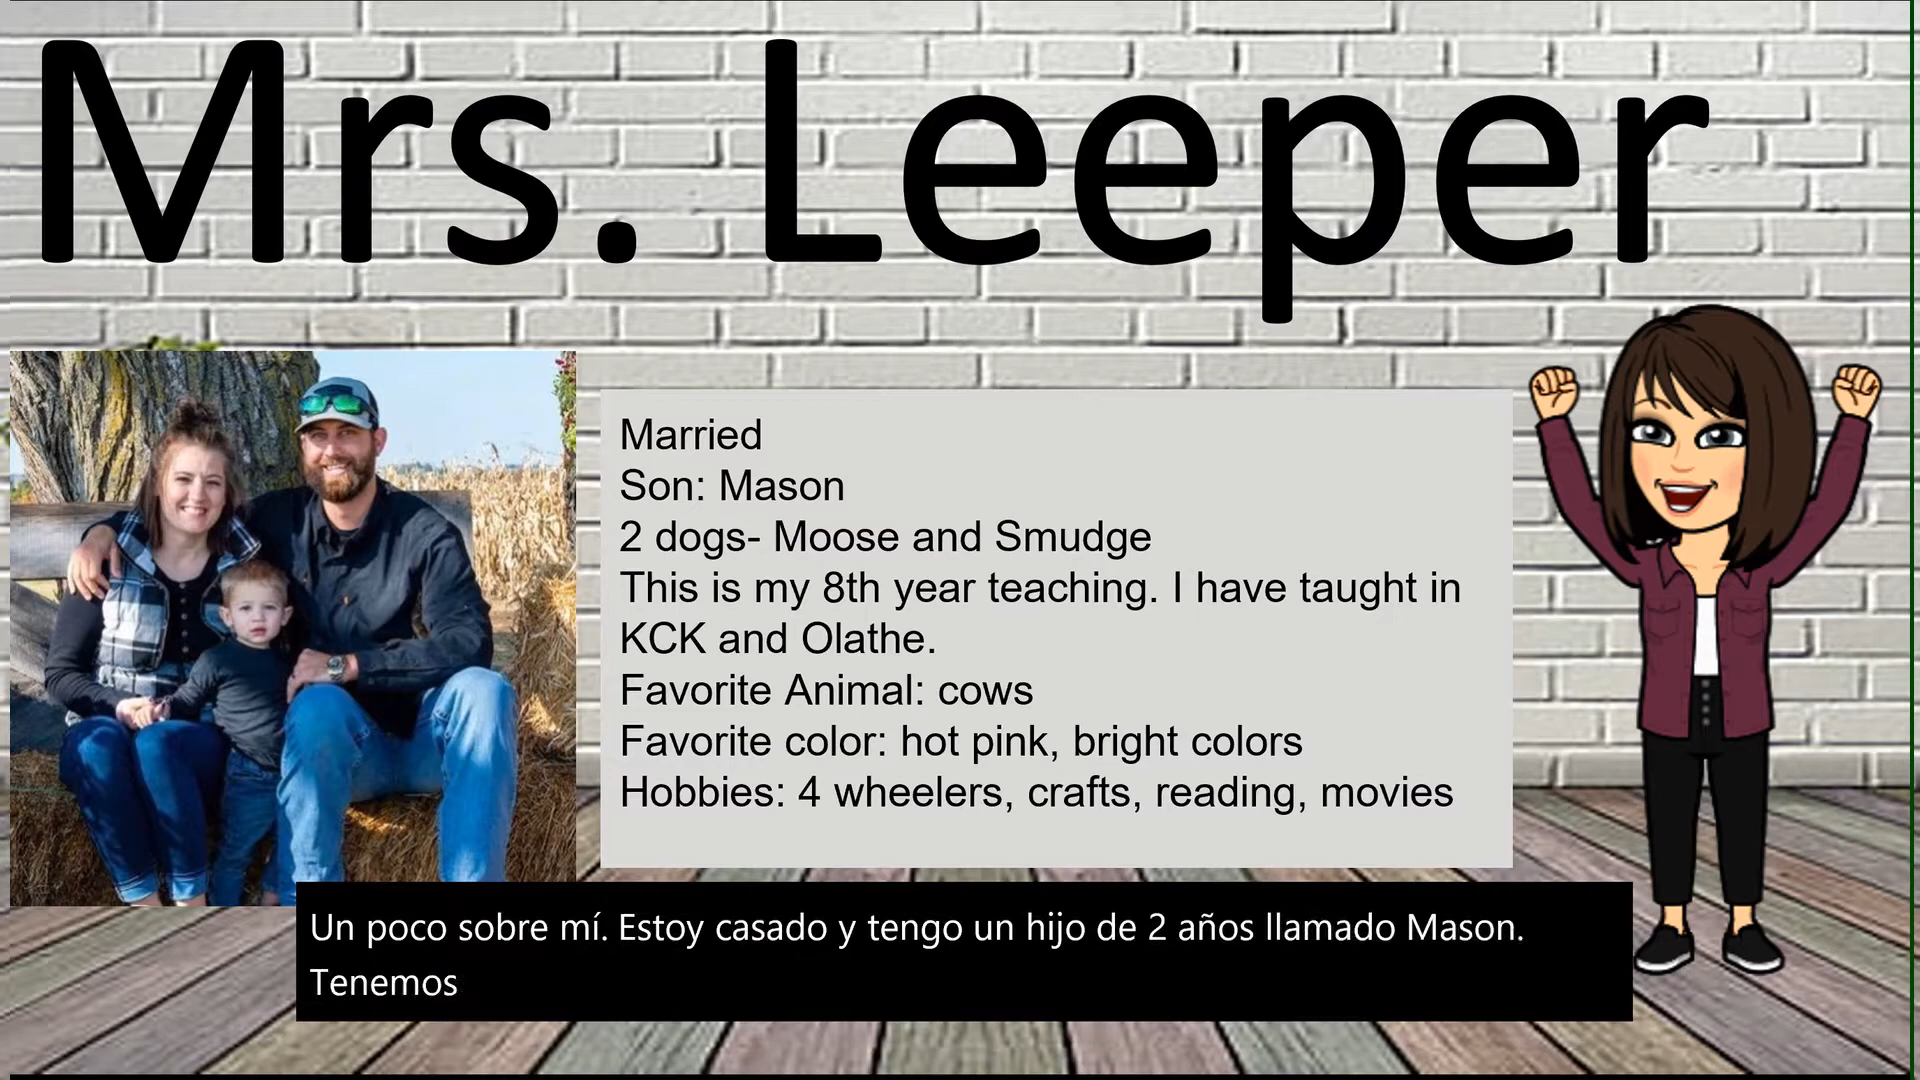 Mrs. Leeper
Married
Son: Mason
2 dogs- Moose and Smudge
This is my 8th year teaching. I have taught in
KCK and Olathe.
Favorite Animal: cows
Favorite color: hot pink, bright colors
Hobbies: 4 wheelers, crafts, reading, movies
Un poco sobre mí. Estoy casado y tengo un hijo de 2 años llamado Mason.
Tenemos